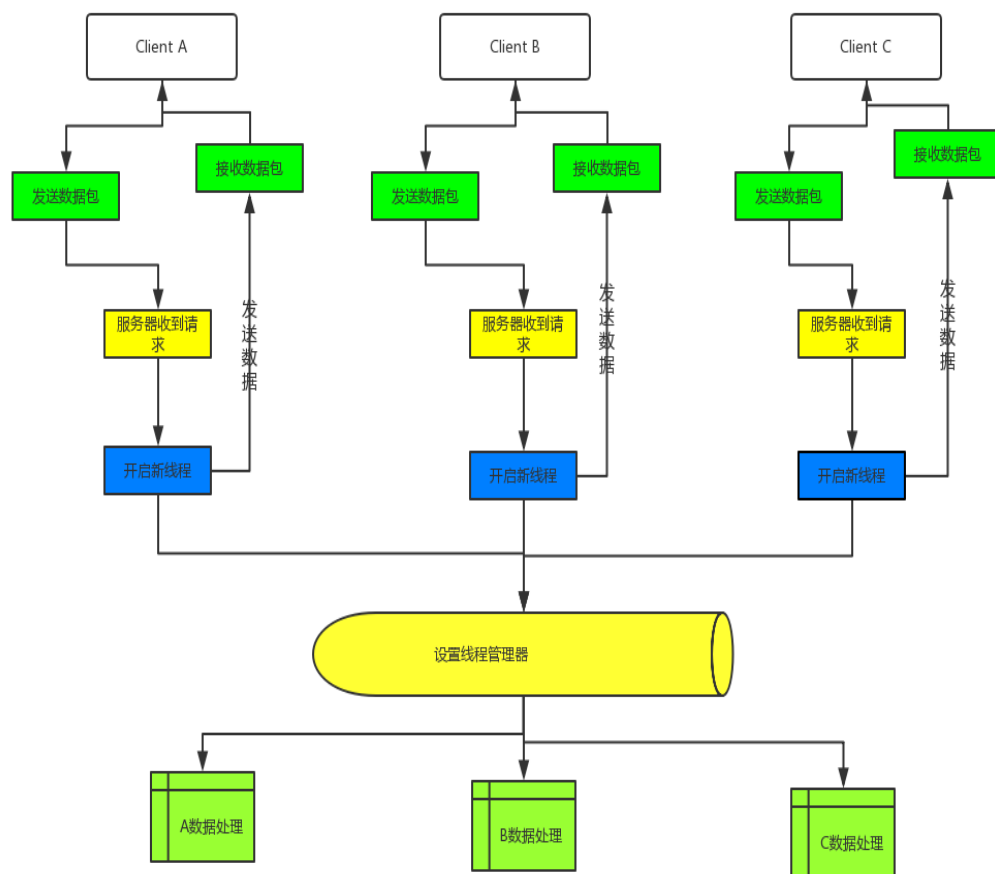 Client A
Client B
Client C
接收数据包
接收数据包
接收数据包
发送数据包
发送数据包
发送数据包
服务器收到请
求
服务器收到请
求
服务器收到请
求
发送数据
发送数据
发送数据
开启新线程
开启新线程
开启新线程
设置线程管理器
A数据处理
B数据处理
C数据处理